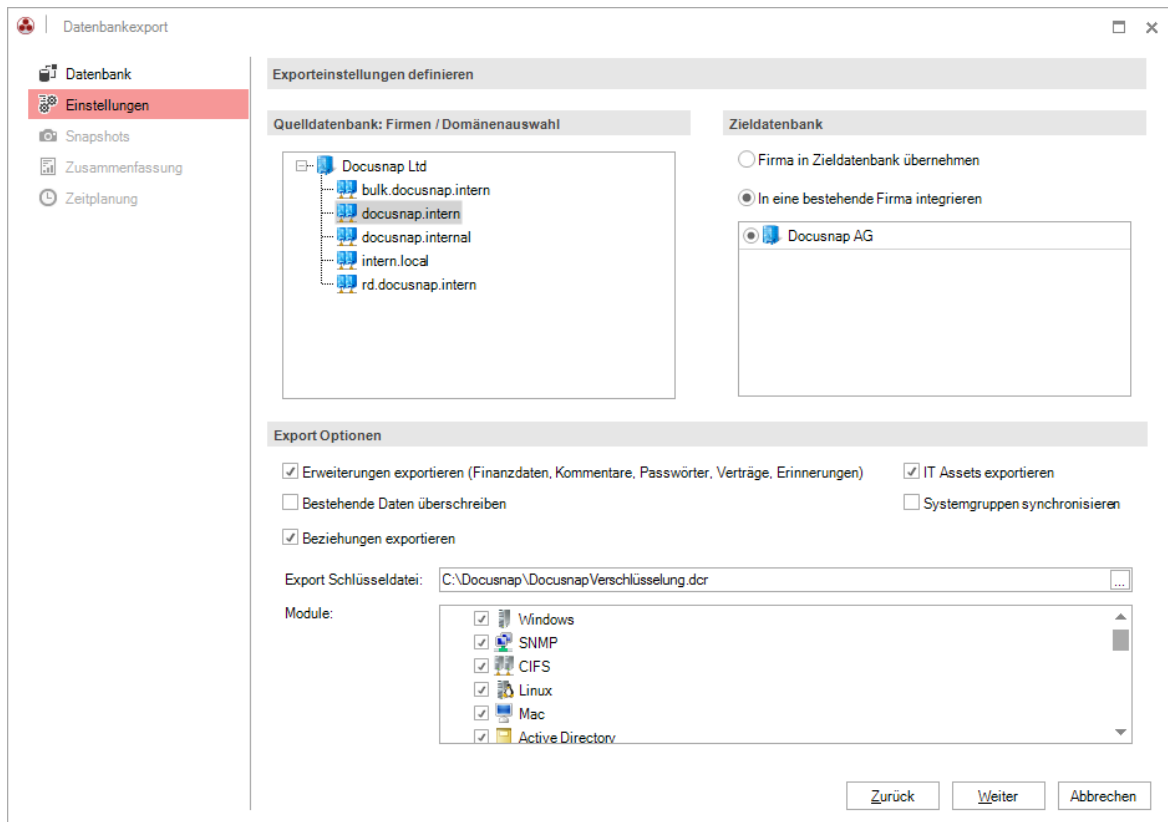 Datenbankexport
Datenbank
Einstellungen
Snapshots
Zusammenfassung
Zeitplanung
Exporteinstellungen definieren
Quelldatenbank: Firmen / Domänenauswahl
Docusnap Ltd
bulk.docusnap.intern
docusnap.intern
docusnap.internal
intern.local
rd.docusnap.intern
Zieldatenbank
Firma in Zieldatenbank übernehmen
In eine bestehende Firma integrieren
Docusnap AG
Export Optionen
Erweiterungen exportieren (Finanzdaten, Kommentare, Passwörter, Verträge, Erinnerungen)
IT Assets exportieren
Bestehende Daten überschreiben
Systemgruppen synchronisieren
Beziehungen exportieren
Export Schlüsseldatei: C:\Docusnap\DocusnapVerschlüsselung.dcr ...
Module:
Windows
SNMP
CIFS
Linux
Mac
Active Directory
Zurück Weiter Abbrechen